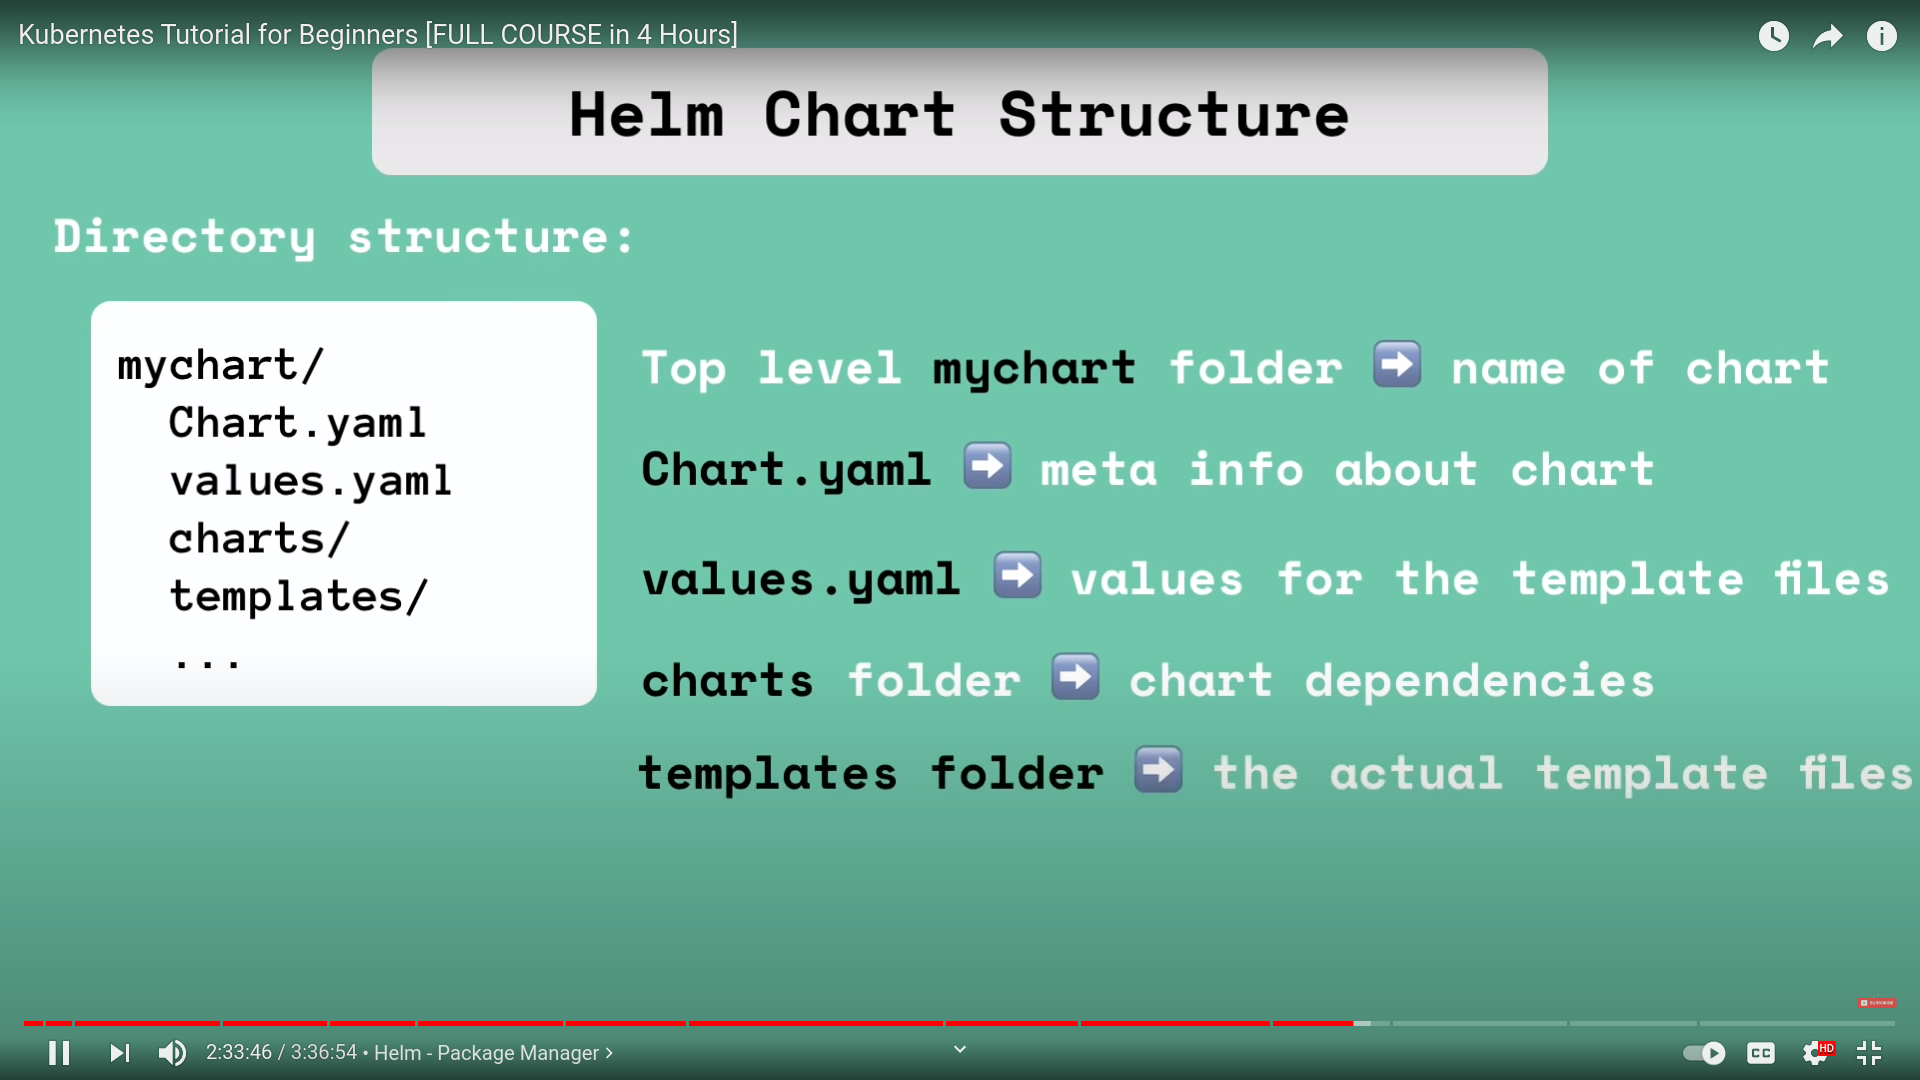 Kubernetes Tutorial for Beginners [FULL COURSE in 4 Hours]
Helm Chart Structure
Directory structure:
mychart/
Chart.yaml
values.yaml
charts/
templates/
...
Top level mychart folder ➡ name of chart
Chart.yaml ➡ meta info about chart
values.yaml ➡ values for the template files
charts folder ➡ chart dependencies
templates folder ➡ the actual template files
SUBSCRIBE
2:33:46 / 3:36:54 • Helm - Package Manager >
CC
HD